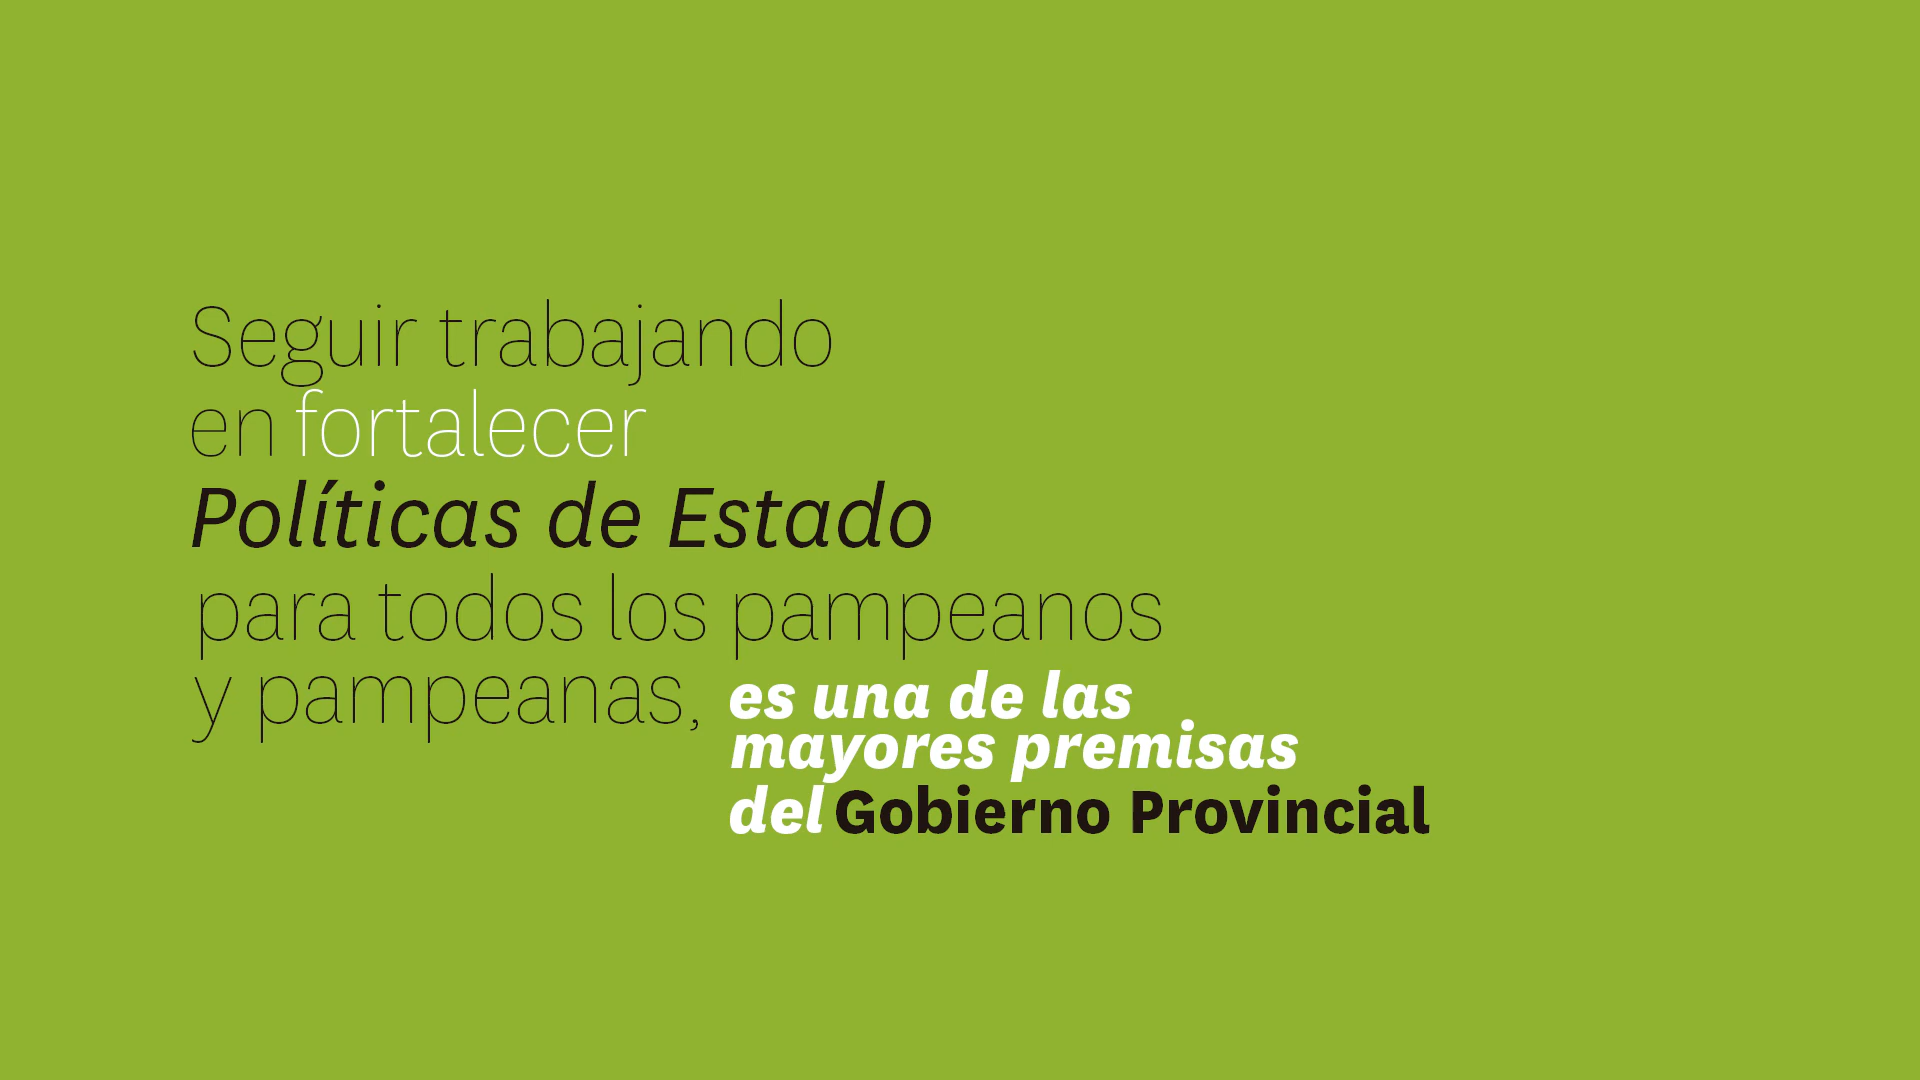 Seguir trabajando
en fortalecer
Políticas de Estado
para todos los pampeanos
y pampeanas, es una de las
mayores premisas
del Gobierno Provincial